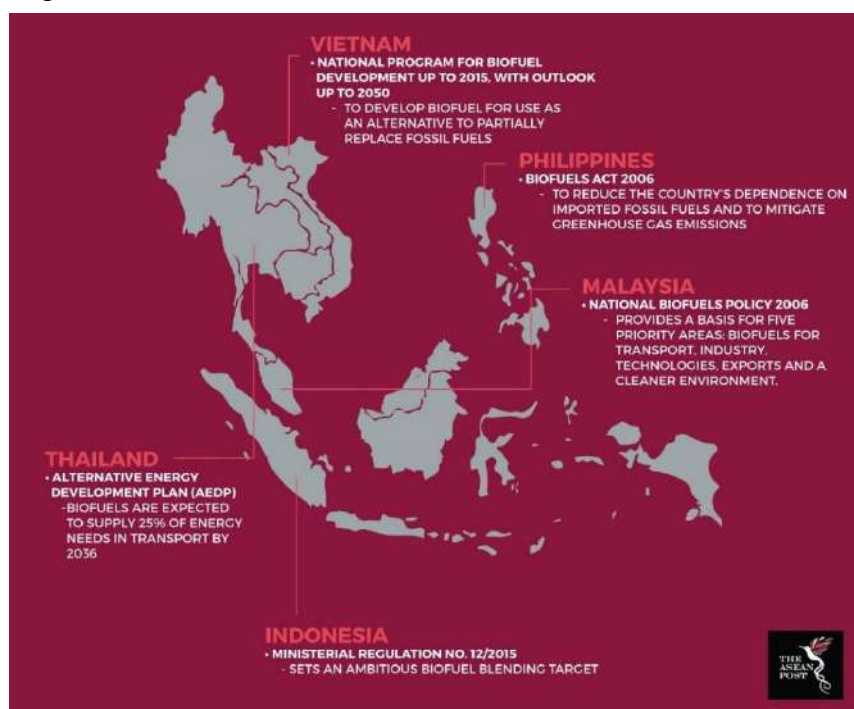 VIETNAM
• NATIONAL PROGRAM FOR BIOFUEL
DEVELOPMENT UP TO 2015, WITH OUTLOOK
UP TO 2050
- TO DEVELOP BIOFUEL FOR USE AS
AN ALTERNATIVE TO PARTIALLY
REPLACE FOSSIL FUELS
PHILIPPINES
• BIOFUELS ACT 2006
- TO REDUCE THE COUNTRY'S DEPENDENCE ON
IMPORTED FOSSIL FUELS AND TO MITIGATE
GREENHOUSE GAS EMISSIONS
MALAYSIA
• NATIONAL BIOFUELS POLICY 2006
- PROVIDES A BASIS FOR FIVE
PRIORITY AREAS: BIOFUELS FOR
TRANSPORT, INDUSTRY,
TECHNOLOGIES, EXPORTS AND A
CLEANER ENVIRONMENT.
THAILAND
• ALTERNATIVE ENERGY
DEVELOPMENT PLAN (AEDP)
-BIOFUELS ARE EXPECTED
TO SUPPLY 25% OF ENERGY
NEEDS IN TRANSPORT BY
2036
INDONESIA
• MINISTERIAL REGULATION NO. 12/2015
- SETS AN AMBITIOUS BIOFUEL BLENDING TARGET
THE
ASEAN
POST